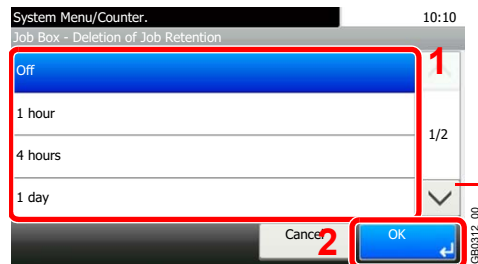 System Menu/Counter. 10:10
Job Box - Deletion of Job Retention
Off
1
1 hour
1/2
4 hours
1 day
Cancel
2
OK
GB0312_00